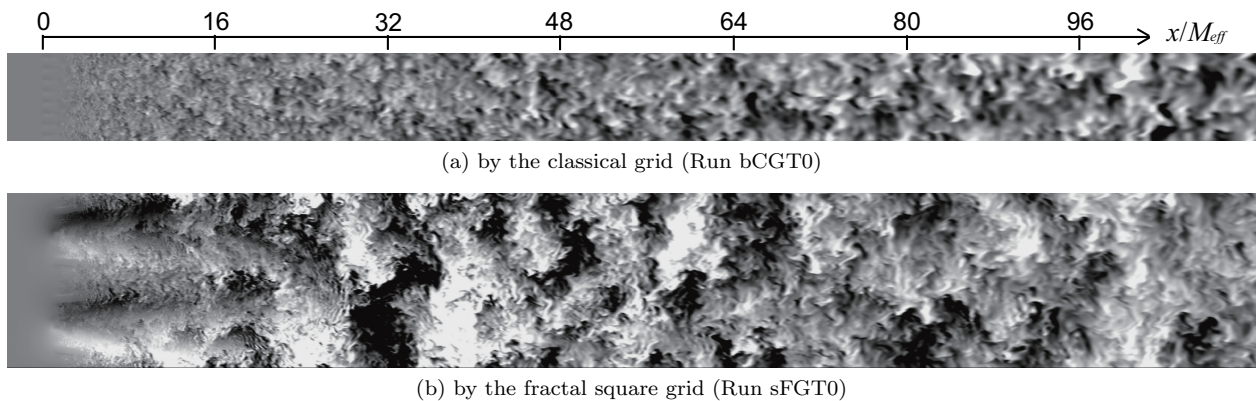 0 16 32 48 64 80 96 x/Meff
(a) by the classical grid (Run bCGT0)
(b) by the fractal square grid (Run sFGT0)